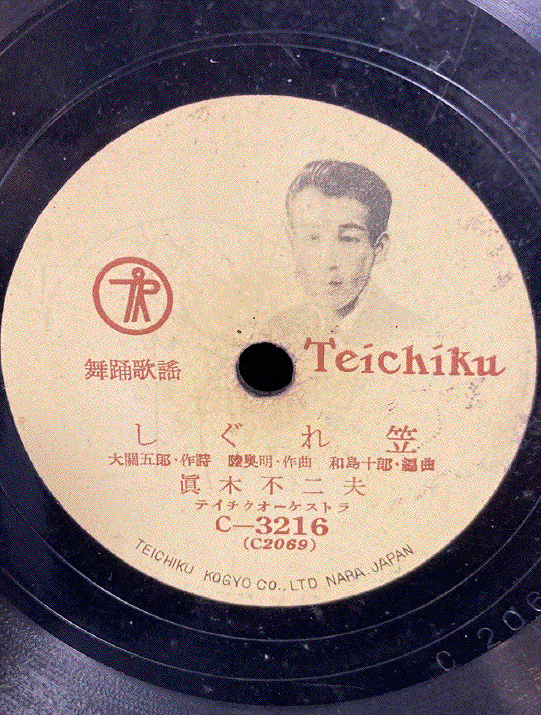 Teichiku
舞踊歌謡
しぐれ笠
大關五郎・作詩 陸奥明・作曲 和島十郎・編曲
眞木不二夫
テイチクオーケストラ
C-3216
(C2069)
TEICHIKU KOGYO CO., LTD NARA. JAPAN